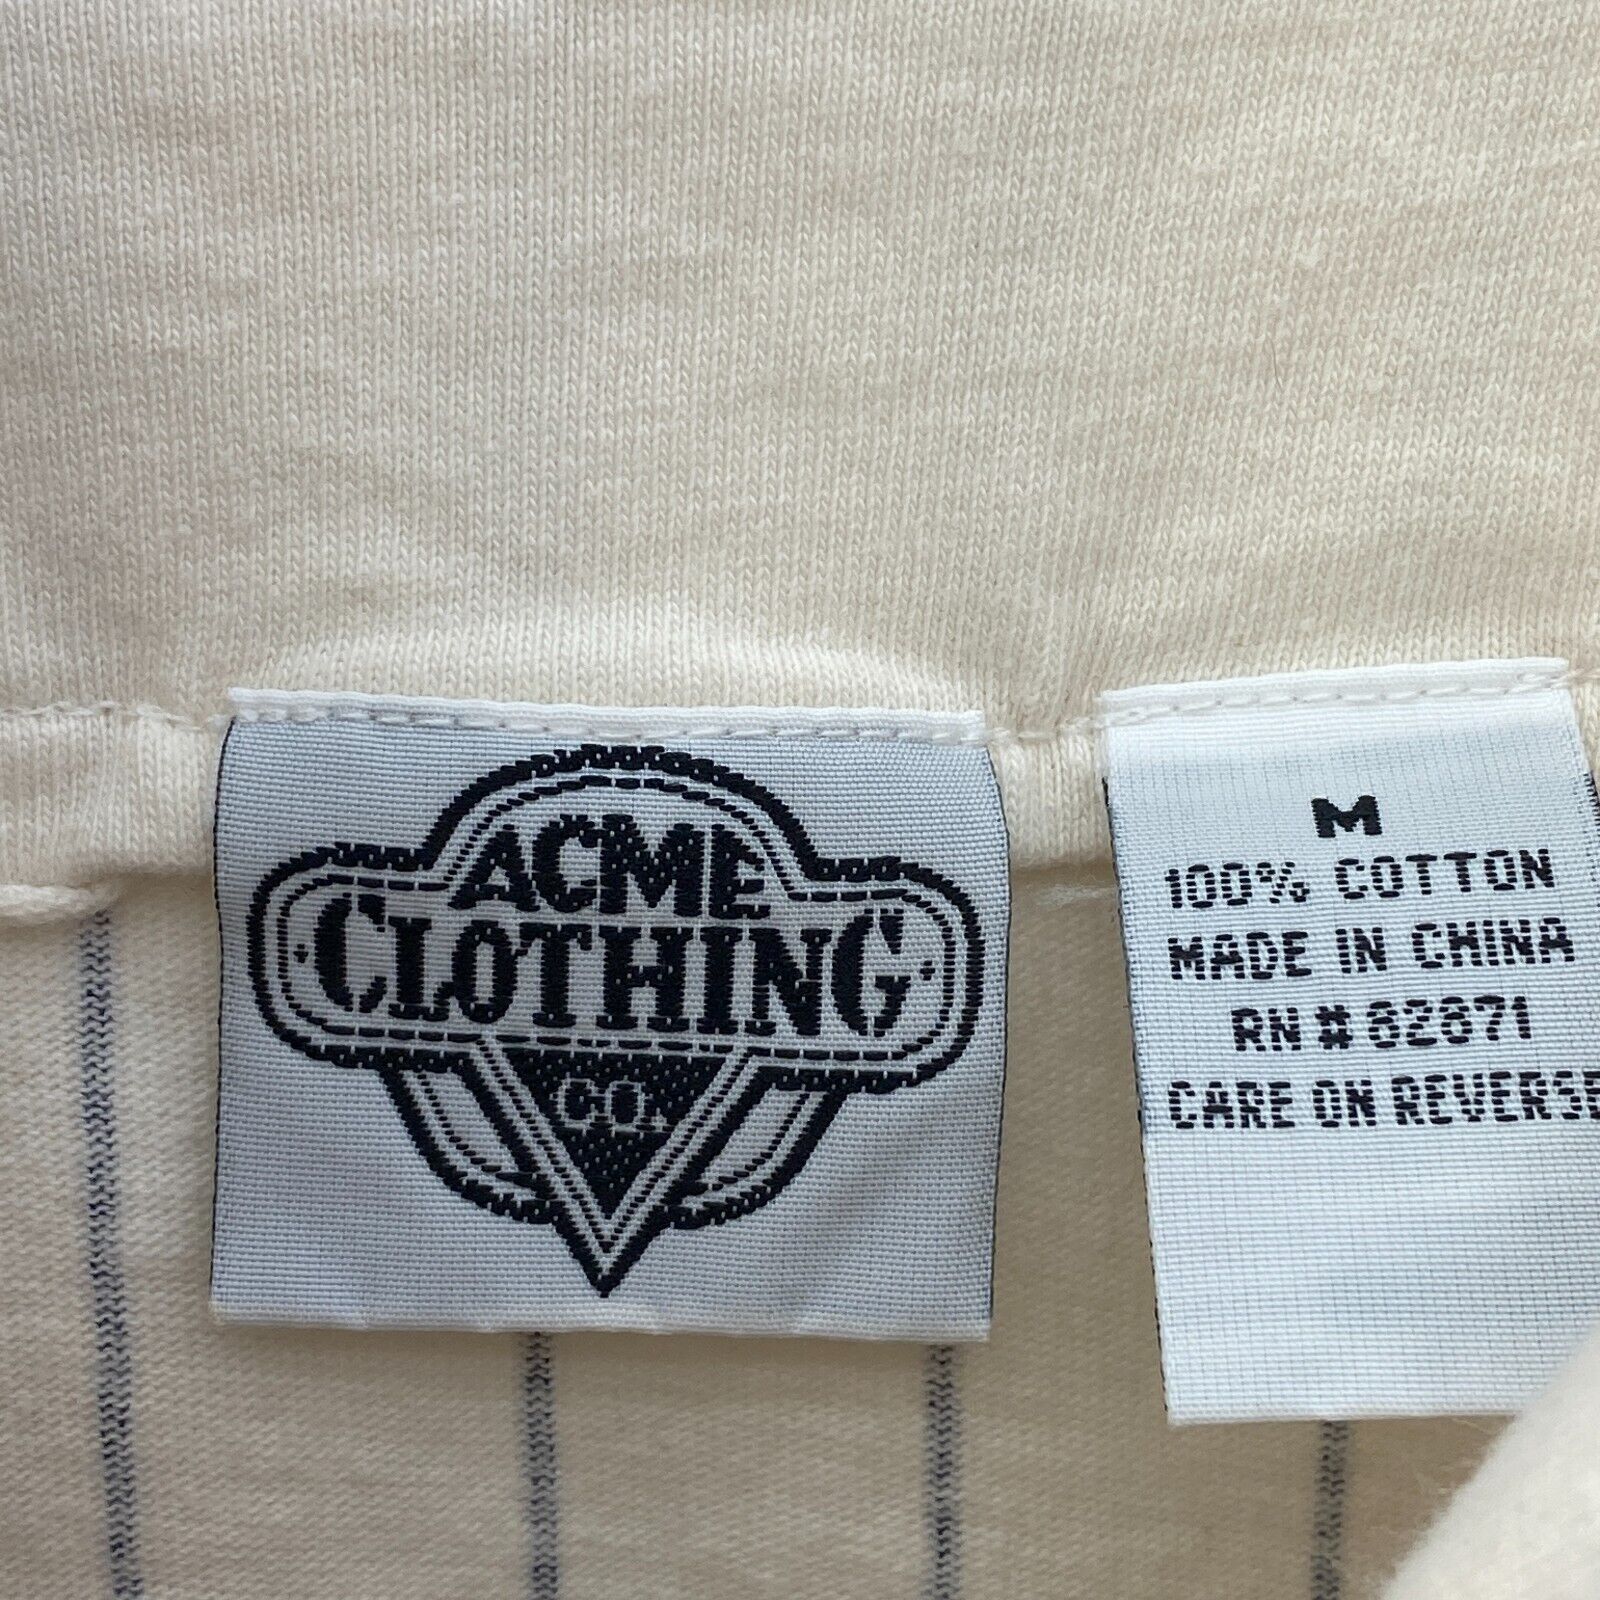 ACME
CLOTHING
CO.
M
100% COTTON
MADE IN CHINA
RN # 82871
CARE ON REVERSE